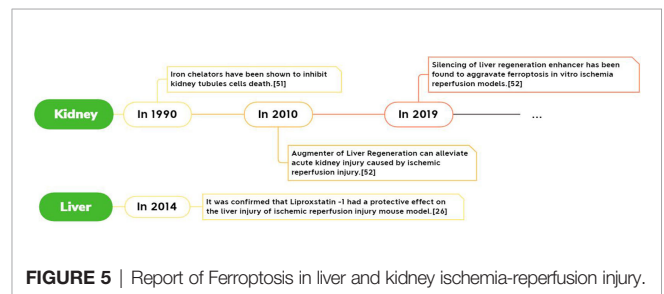 Iron chelators have been shown to inhibit
kidney tubules cells death.[51]
Silencing of liver regeneration enhancer has been
found to aggravate ferroptosis in vitro ischemia
reperfusion models.[52]
Kidney
In 1990
In 2010
In 2019
...
Augmenter of Liver Regeneration can alleviate
acute kidney injury caused by ischemic
reperfusion injury.[52]
Liver
In 2014
It was confirmed that Liproxstatin -1 had a protective effect on
the liver injury of ischemic reperfusion injury mouse model.[26]
FIGURE 5 | Report of Ferroptosis in liver and kidney ischemia-reperfusion injury.